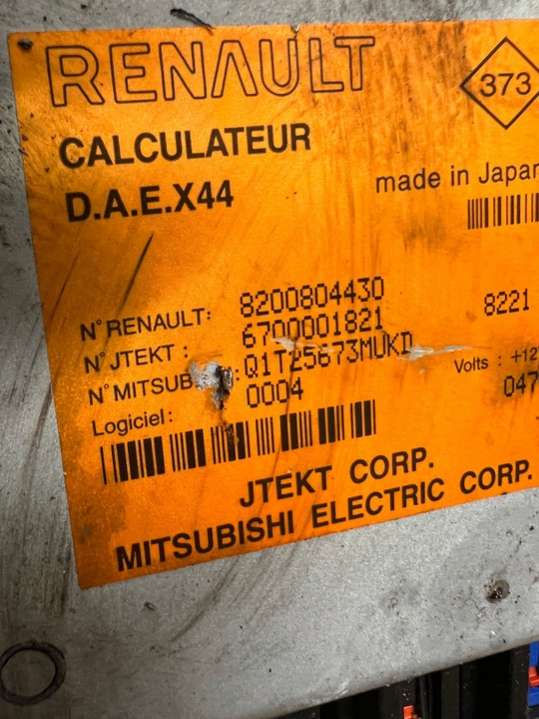 RENAULT
373
CALCULATEUR
D.A.E.X44
made in Japan
N° RENAULT: 8200804430
8221
N° JTEKT : 6700001821
N° MITSUB : Q1T25673MUKD
Volts : +12
Logiciel: 0004
047
JTEKT CORP.
MITSUBISHI ELECTRIC CORP.